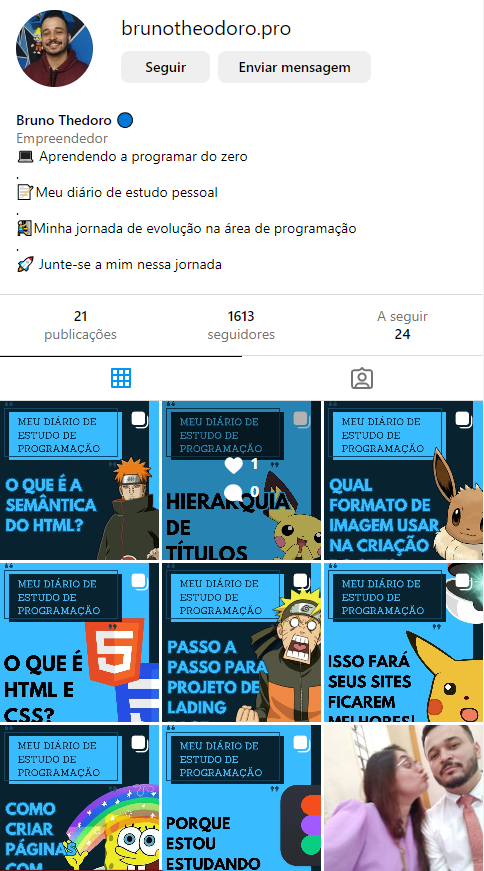 brunotheodoro.pro
Seguir
Enviar mensagem
Bruno Thedoro
Empreendedor
Aprendendo a programar do zero
.
Meu diário de estudo pessoal
.
Minha jornada de evolução na área de programação
.
Junte-se a mim nessa jornada
21
publicações
1613
seguidores
A seguir
24
MEU DIÁRIO DE
ESTUDO DE
PROGRAMAÇÃO
O QUE É A
SEMÂNTICA
DO HTML?
MEU DIÁRIO DE
ESTUDO DE
PROGRAMAÇÃO
1
0
HIERARQUIA
DE
TÍTULOS
MEU DIÁRIO DE
ESTUDO DE
PROGRAMAÇÃO
QUAL
FORMATO DE
IMAGEM USAR
NA CRIAÇÃO
MEU DIÁRIO DE
ESTUDO DE
PROGRAMAÇÃO
O QUE É
HTML E
CSS?
5
MEU DIÁRIO DE
ESTUDO DE
PROGRAMAÇÃO
PASSO A
PASSO PARA
PROJETO DE
LADING
MEU DIÁRIO DE
ESTUDO DE
PROGRAMAÇÃO
ISSO FARÁ
SEUS SITES
FICAREM
MELHORES!
MEU DIÁRIO DE
ESTUDO DE
PROGRAMAÇÃO
COMO
CRIAR
PÁGINAS
COM
MEU DIÁRIO DE
ESTUDO DE
PROGRAMAÇÃO
PORQUE
ESTOU
ESTUDANDO